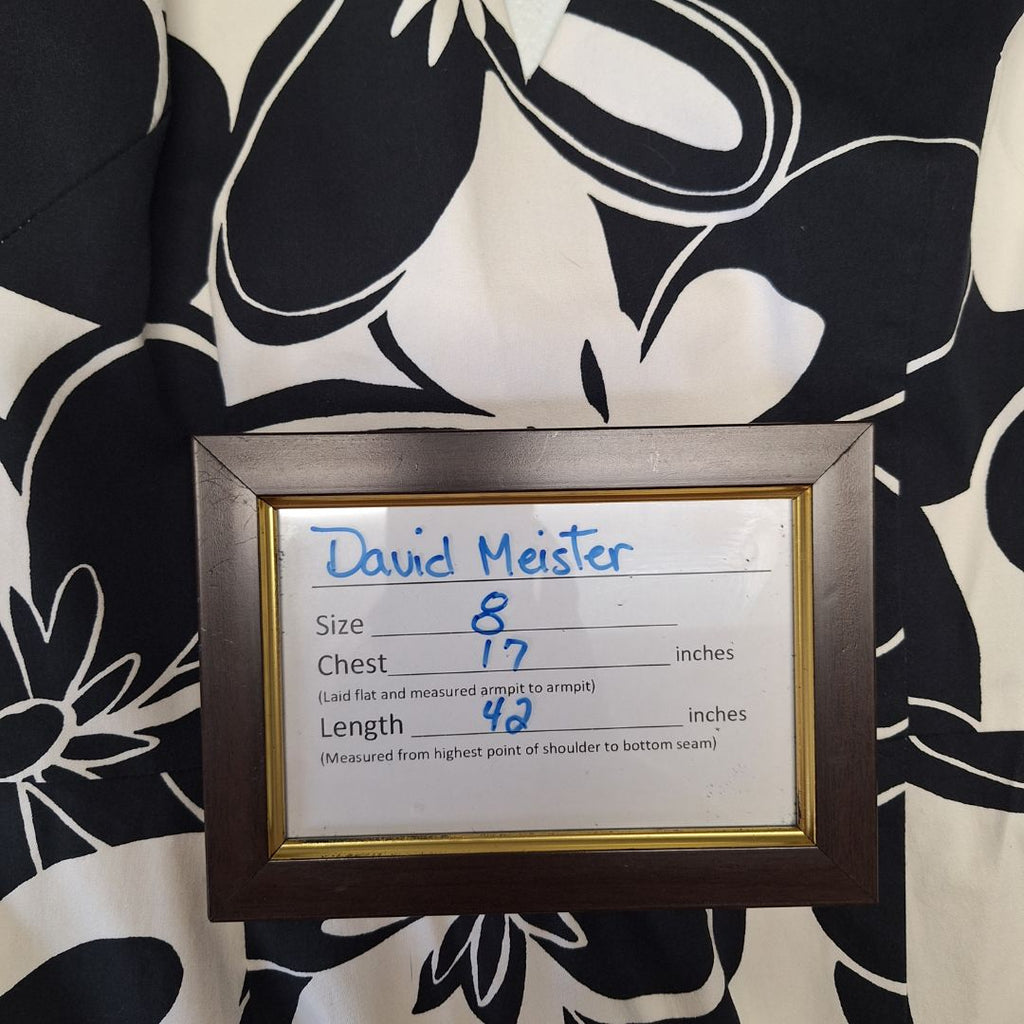 David Meister
Size 8
Chest 17 inches
(Laid flat and measured armpit to armpit)
Length 42 inches
(Measured from highest point of shoulder to bottom seam)